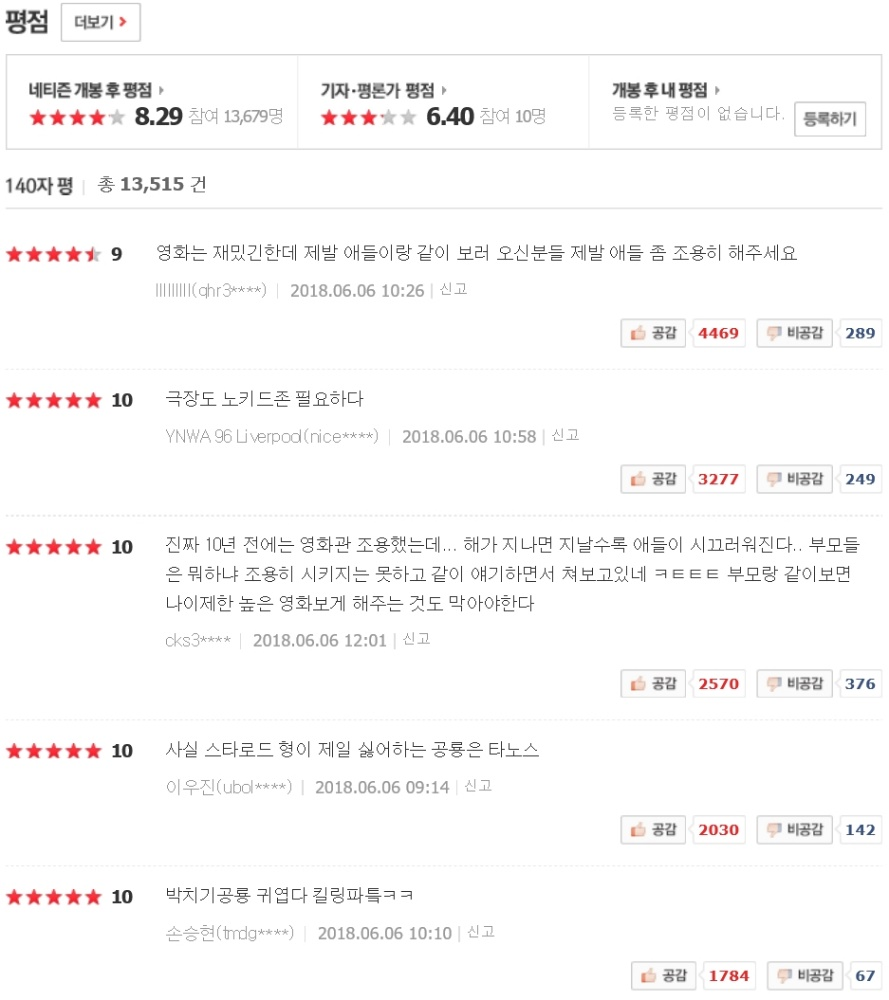 평점 더보기
네티즌 개봉 후 평점 기자·평론가 평점 개봉 후 내 평점
8.29 참여 13,679명 6.40 참여 10명 등록한 평점이 없습니다. 등록하기
140자 평 총 13,515 건
9 영화는 재밌긴한데 제발 애들이랑 같이 보러 오신분들 제발 애들 좀 조용히 해주세요
(qhr3****) 2018.06.06 10:26 신고
공감 4469 비공감 289
10 극장도 노키드존 필요하다
YNWA 96 Liverpool(nice****) 2018.06.06 10:58 신고
공감 3277 비공감 249
10 진짜 10년 전에는 영화관 조용했는데... 해가 지나면 지날수록 애들이 시끄러워진다.. 부모들
은 뭐하냐 조용히 시키지는 못하고 같이 얘기하면서 쳐보고있네 ㅋㅌㅌㅌ 부모랑 같이보면
나이제한 높은 영화보게 해주는 것도 막아야한다
cks3**** 2018.06.06 12:01 신고
공감 2570 비공감 376
10 사실 스타로드 형이 제일 싫어하는 공룡은 타노스
이우진(ubol****) 2018.06.06 09:14 신고
공감 2030 비공감 142
10 박치기공룡 귀엽다 킬링파특ㅋㅋ
손승현(tmdg****) 2018.06.06 10:10 신고
공감 1784 비공감 67